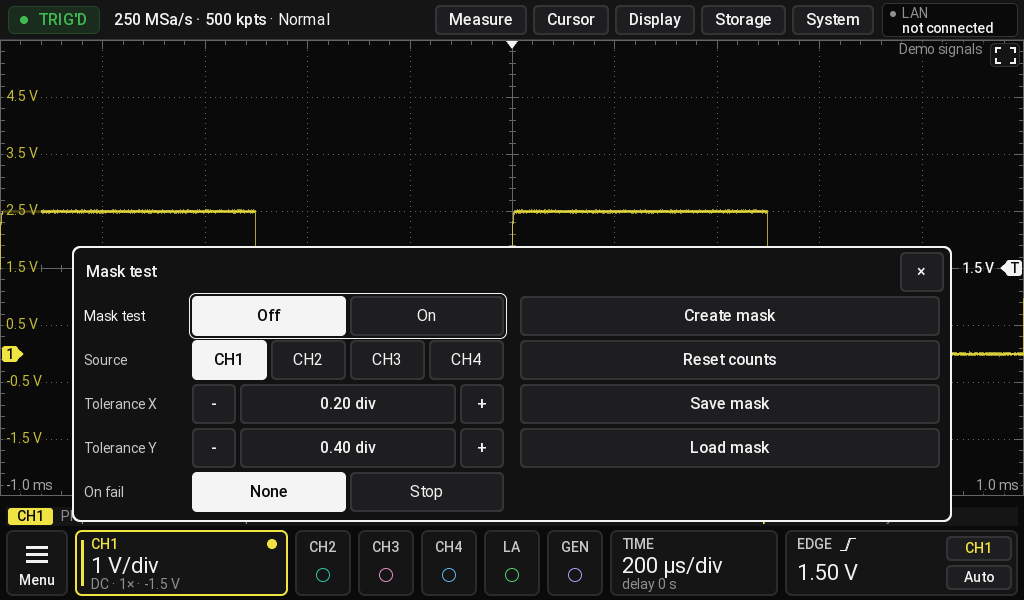 TRIG'D 250 MSa/s · 500 kpts · Normal Measure Cursor Display Storage System LAN
not connected
Demo signals
4.5 V
3.5 V
2.5 V
1.5 V 1.5 V T
0.5 V
1
-0.5 V
-1.5 V
-1.0 ms 1.0 ms
Mask test ×
Mask test Off On Create mask
Source CH1 CH2 CH3 CH4 Reset counts
Tolerance X - 0.20 div + Save mask
Tolerance Y - 0.40 div + Load mask
On fail None Stop
CH1
Menu
CH1
1 V/div
DC · 1× · -1.5 V
CH2 CH3 CH4 LA GEN
TIME
200 µs/div
delay 0 s
EDGE
1.50 V
CH1
Auto